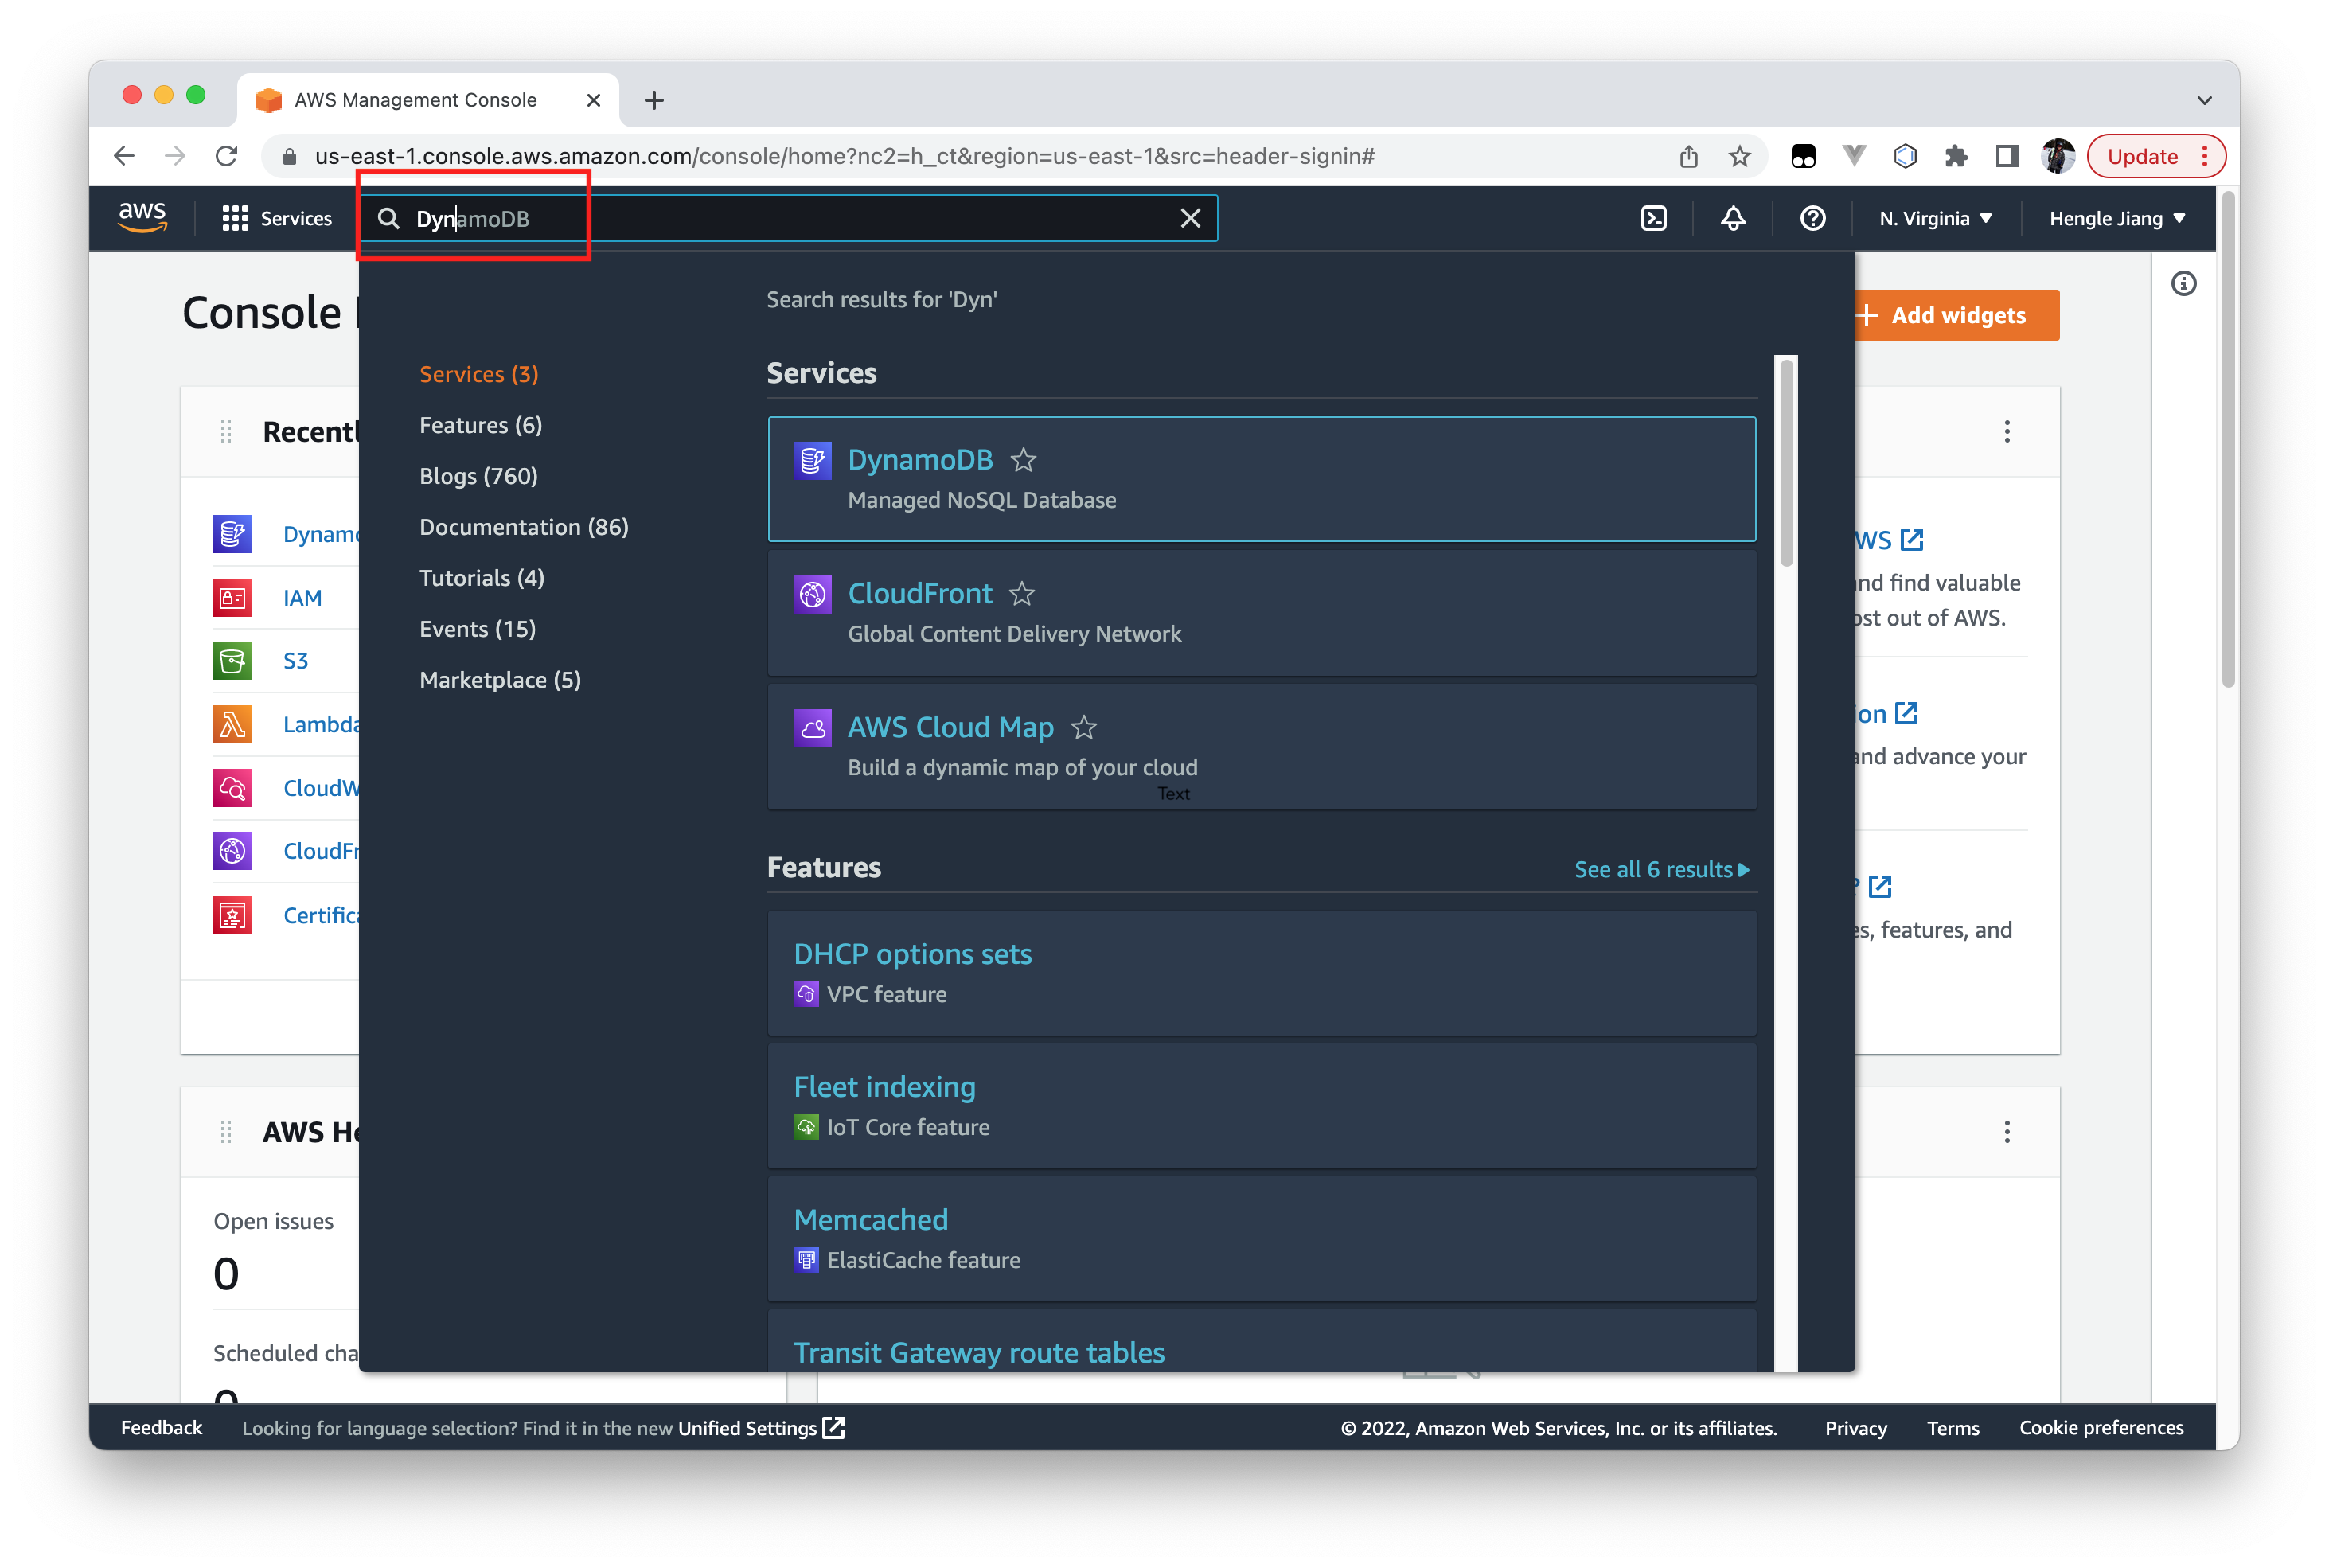 AWS Management Console
us-east-1.console.aws.amazon.com/console/home?nc2=h_ct&region=us-east-1&src=header-signin#
Update
aws
Services
DynamoDB
N. Virginia
Hengle Jiang
Console
Add widgets
Search results for 'Dyn'
Services (3)
Features (6)
Blogs (760)
Documentation (86)
Tutorials (4)
Events (15)
Marketplace (5)
Services
DynamoDB
Managed NoSQL Database
CloudFront
Global Content Delivery Network
AWS Cloud Map
Build a dynamic map of your cloud
Text
Features
See all 6 results
DHCP options sets
VPC feature
Fleet indexing
IoT Core feature
Memcached
ElastiCache feature
Transit Gateway route tables
Recentl
Dynamo
IAM
S3
Lambda
CloudW
CloudFr
Certifica
WS
nd find valuable
ost out of AWS.
on
and advance your
es, features, and
AWS He
Open issues
0
Scheduled cha
0
Feedback
Looking for language selection? Find it in the new Unified Settings
© 2022, Amazon Web Services, Inc. or its affiliates.
Privacy
Terms
Cookie preferences